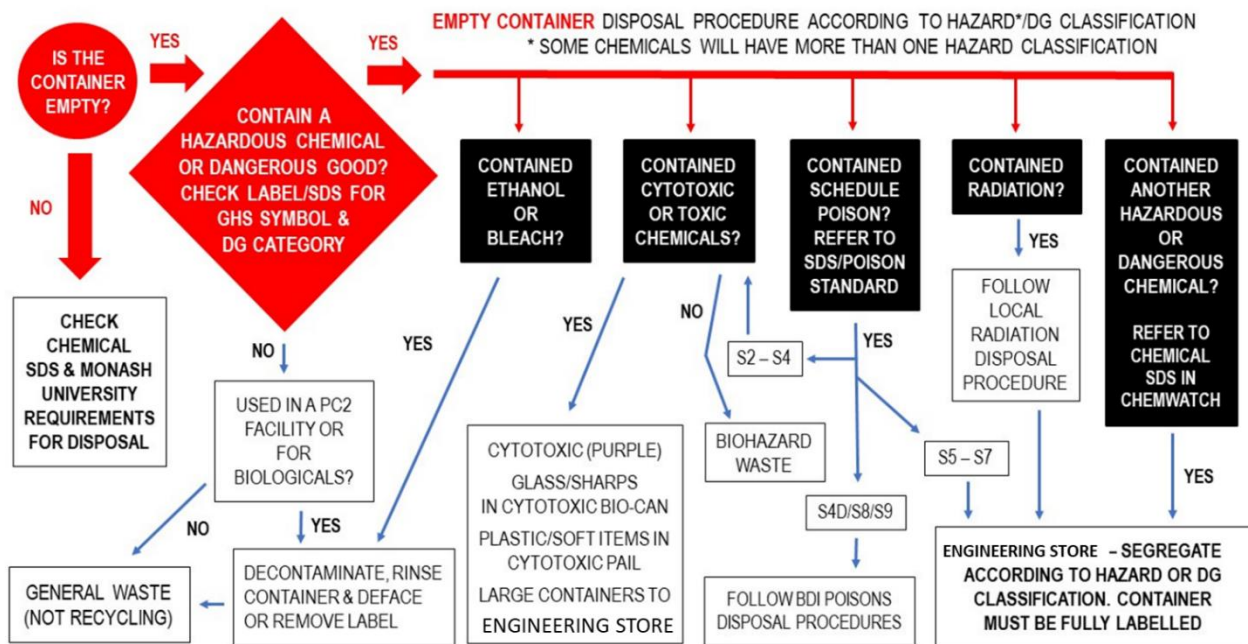 EMPTY CONTAINER DISPOSAL PROCEDURE ACCORDING TO HAZARD*/DG CLASSIFICATION
* SOME CHEMICALS WILL HAVE MORE THAN ONE HAZARD CLASSIFICATION
IS THE
CONTAINER
EMPTY?
YES
YES
NO
CONTAIN A
HAZARDOUS CHEMICAL
OR DANGEROUS GOOD?
CHECK LABEL/SDS FOR
GHS SYMBOL &
DG CATEGORY
CONTAINED
ETHANOL
OR
BLEACH?
CONTAINED
CYTOTOXIC
OR TOXIC
CHEMICALS?
CONTAINED
SCHEDULE
POISON?
REFER TO
SDS/POISON
STANDARD
CONTAINED
RADIATION?
CONTAINED
ANOTHER
HAZARDOUS
OR
DANGEROUS
CHEMICAL?
REFER TO
CHEMICAL
SDS IN
CHEMWATCH
CHECK
CHEMICAL
SDS & MONASH
UNIVERSITY
REQUIREMENTS
FOR DISPOSAL
NO
YES
YES
NO
YES
YES
YES
USED IN A PC2
FACILITY OR
FOR
BIOLOGICALS?
NO
YES
GENERAL WASTE
(NOT RECYCLING)
DECONTAMINATE, RINSE
CONTAINER & DEFACE
OR REMOVE LABEL
CYTOTOXIC (PURPLE)
GLASS/SHARPS
IN CYTOTOXIC BIO-CAN
PLASTIC/SOFT ITEMS IN
CYTOTOXIC PAIL
LARGE CONTAINERS TO
ENGINEERING STORE
BIOHAZARD
WASTE
S2 – S4
S5 – S7
S4D/S8/S9
FOLLOW BDI POISONS
DISPOSAL PROCEDURES
FOLLOW
LOCAL
RADIATION
DISPOSAL
PROCEDURE
ENGINEERING STORE – SEGREGATE
ACCORDING TO HAZARD OR DG
CLASSIFICATION. CONTAINER
MUST BE FULLY LABELLED